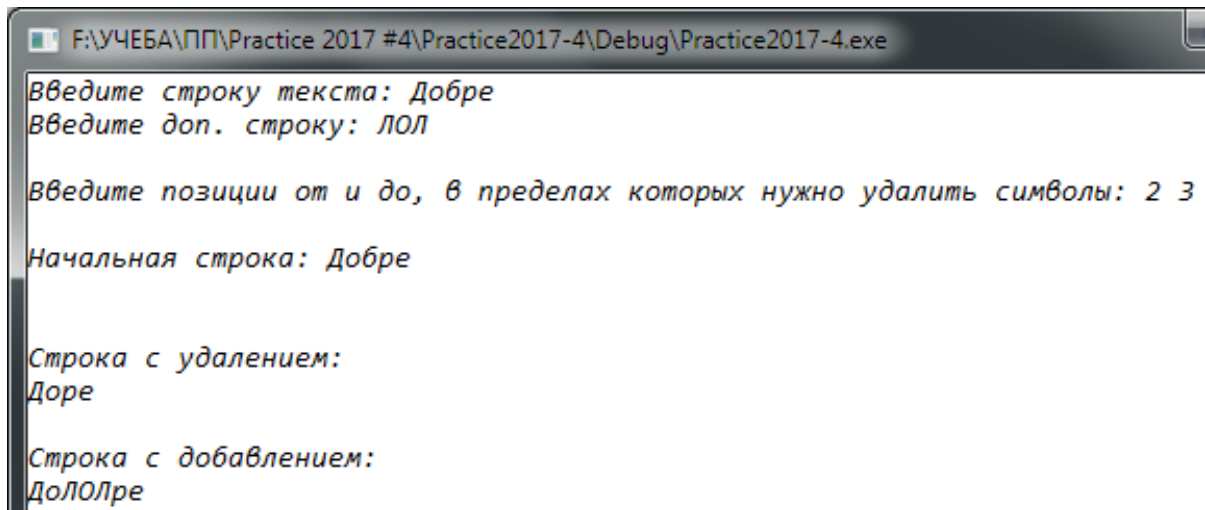 F:\УЧЕБА\ПП\Practice 2017 #4\Practice2017-4\Debug\Practice2017-4.exe
Введите строку текста: Добре
Введите доп. строку: ЛОЛ
Введите позиции от и до, в пределах которых нужно удалить символы: 2 3
Начальная строка: Добре
Строка с удалением:
Доре
Строка с добавлением:
ДоЛОЛре